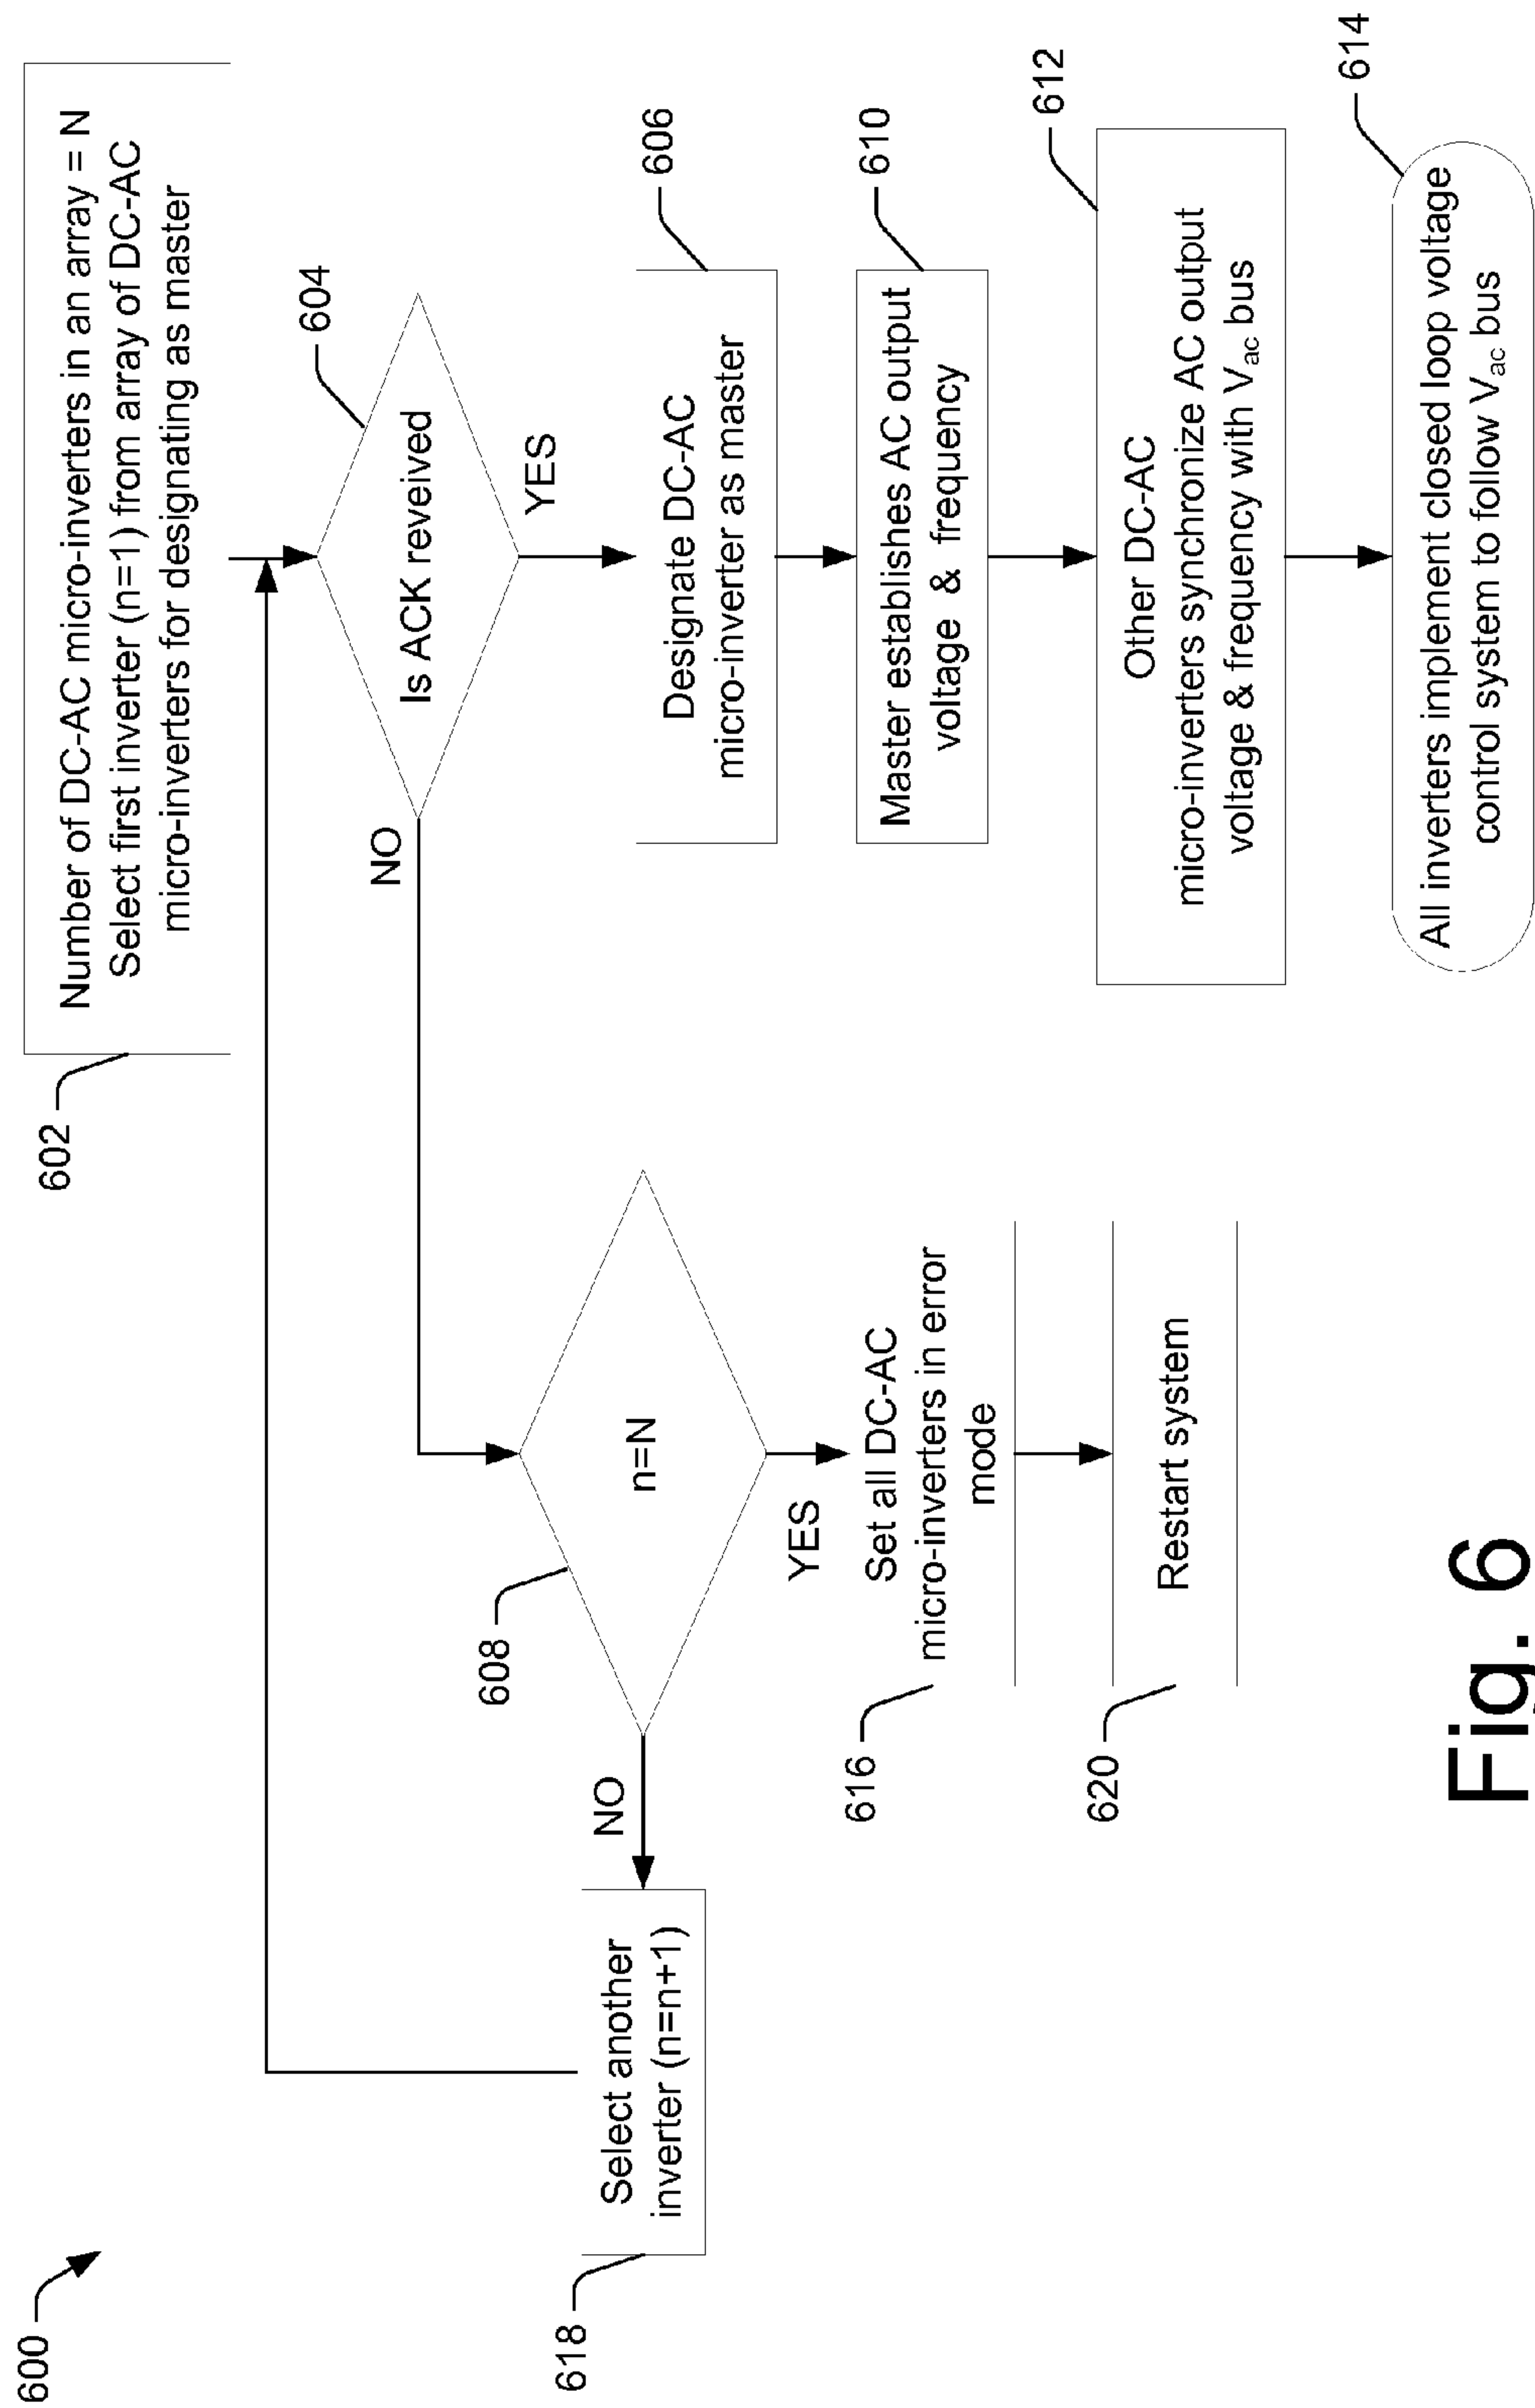 600
602
Number of DC-AC micro-inverters in an array = N
Select first inverter (n=1) from array of DC-AC
micro-inverters for designating as master
604
Is ACK reveived
NO
YES
606
Designate DC-AC
micro-inverter as master
610
Master establishes AC output
voltage & frequency
612
Other DC-AC
micro-inverters synchronize AC output
voltage & frequency with Vac bus
614
All inverters implement closed loop voltage
control system to follow Vac bus
608
n=N
NO
YES
618
Select another
inverter (n=n+1)
616
Set all DC-AC
micro-inverters in error
mode
620
Restart system
Fig. 6